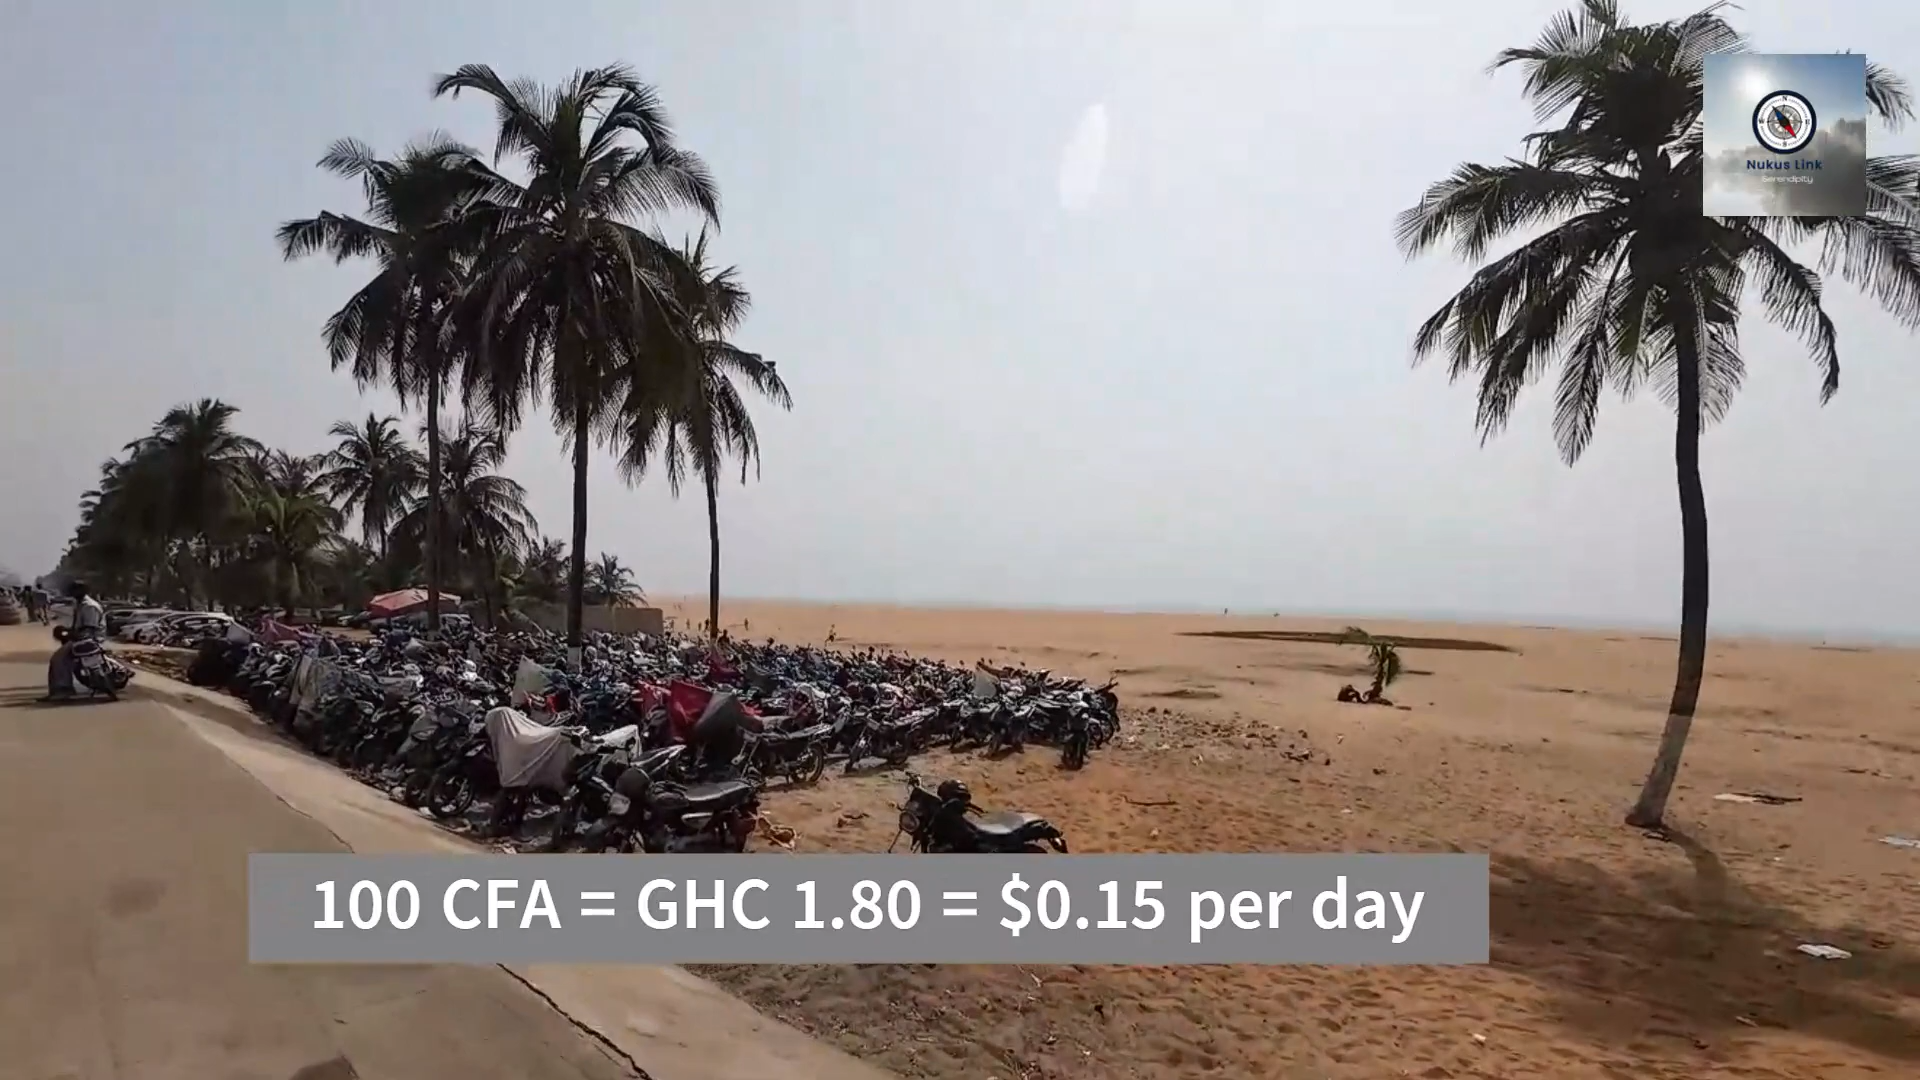 Nukus Link
Serendipity
100 CFA = GHC 1.80 = $0.15 per day